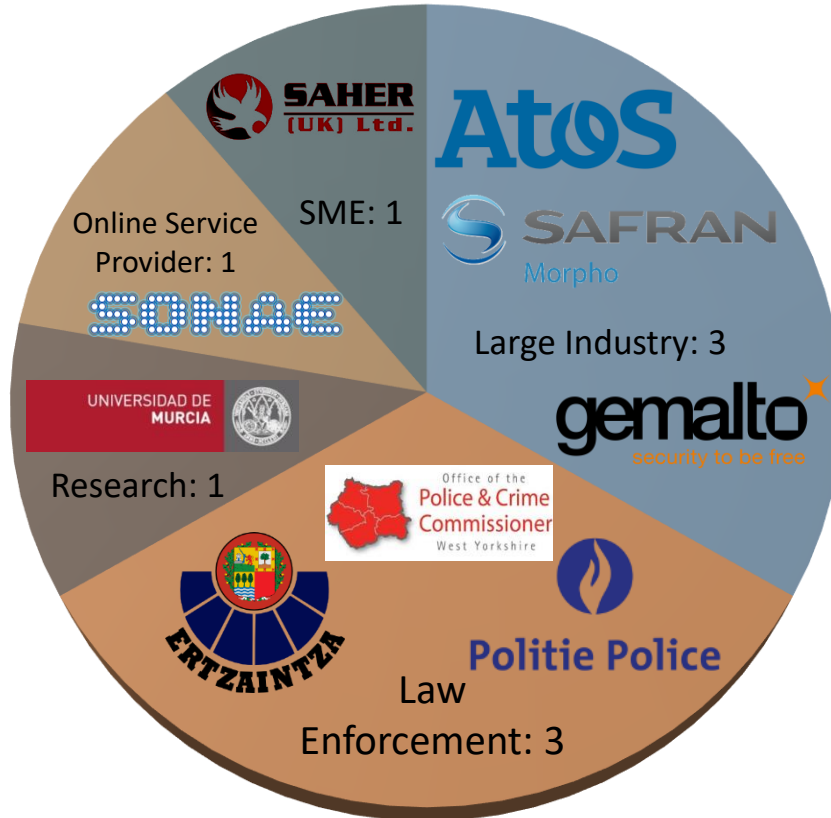 SAHER
(UK) Ltd.
SME: 1
Atos
SAFRAN
Morpho
Large Industry: 3
gemalto
security to be free
Online Service
Provider: 1
SONAE
UNIVERSIDAD DE
MURCIA
Research: 1
Office of the
Police & Crime
Commissioner
West Yorkshire
ERTZAINTZA
Politie Police
Law
Enforcement: 3